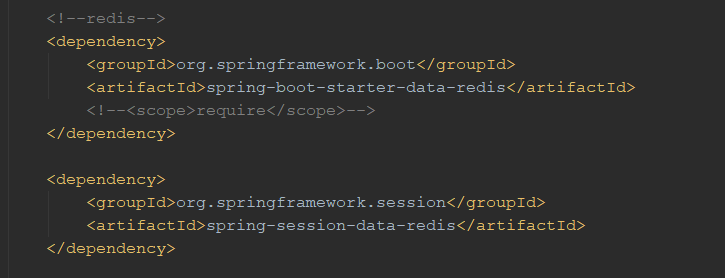 <!--redis-->
<dependency>
<groupId>org.springframework.boot</groupId>
<artifactId>spring-boot-starter-data-redis</artifactId>
<!--<scope>require</scope>-->
</dependency>
<dependency>
<groupId>org.springframework.session</groupId>
<artifactId>spring-session-data-redis</artifactId>
</dependency>